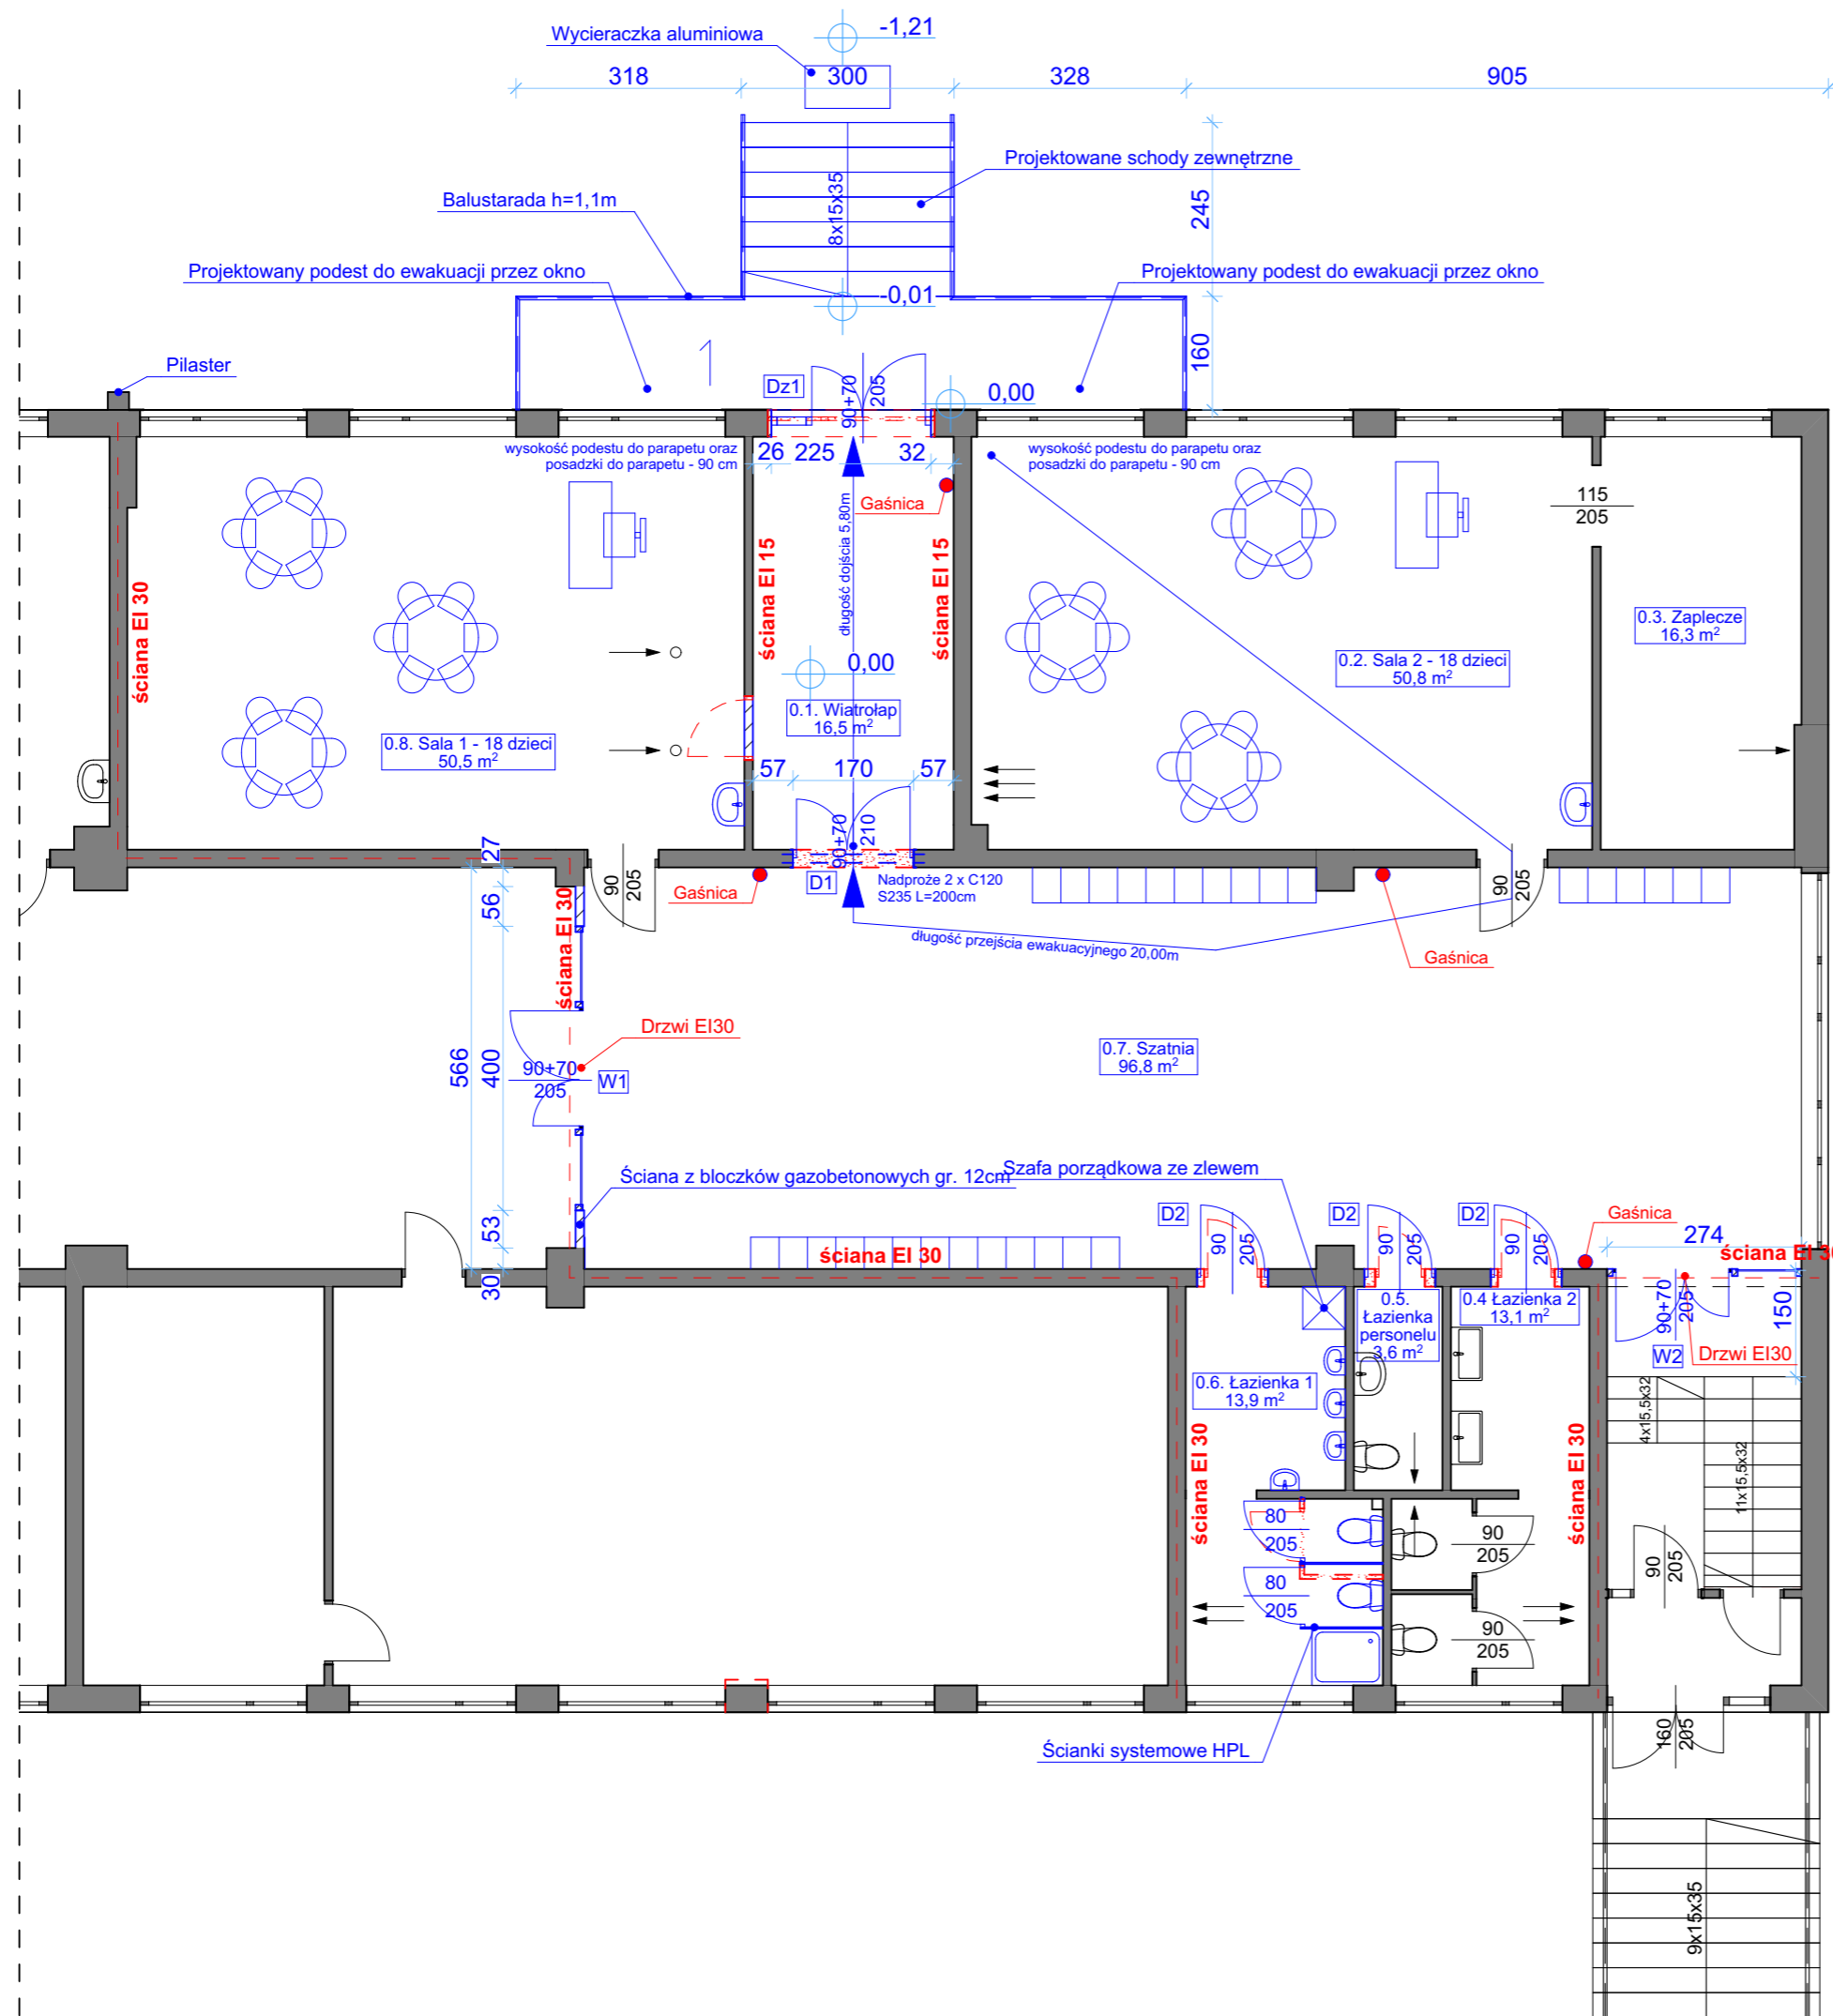 Wycieraczka aluminiowa
-1,21
318
300
328
905
Projektowane schody zewnętrzne
8x15x35
245
Balustarada h=1,1m
Projektowany podest do ewakuacji przez okno
Projektowany podest do ewakuacji przez okno
-0,01
160
Pilaster
Dz1
90+70
205
0,00
wysokość podestu do parapetu oraz
posadzki do parapetu - 90 cm
26
225
32
wysokość podestu do parapetu oraz
posadzki do parapetu - 90 cm
Gaśnica
115
205
ściana EI 30
ściana EI 15
długość dojścia 5,80m
ściana EI 15
0.3. Zaplecze
16,3 m²
0,00
0.2. Sala 2 - 18 dzieci
50,8 m²
0.1. Wiatrołap
16,5 m²
0.8. Sala 1 - 18 dzieci
50,5 m²
57
170
57
90+70
210
27
90
205
Gaśnica
D1
Nadproże 2 x C120
S235 L=200cm
90
205
56
ściana EI 30
długość przejścia ewakuacyjnego 20,00m
Gaśnica
Drzwi EI30
566
400
90+70
205
W1
0.7. Szatnia
96,8 m²
Ściana z bloczków gazobetonowych gr. 12cm
Szafa porządkowa ze zlewem
53
30
D2
D2
D2
90
205
90
205
90
205
Gaśnica
274
ściana EI 30
ściana EI 3
90+70
205
150
W2
Drzwi EI30
0.5.
Łazienka
personelu
3,6 m²
0.4 Łazienka 2
13,1 m²
0.6. Łazienka 1
13,9 m²
4x15,5x32
11x15,5x32
ściana EI 30
ściana EI 30
80
205
90
205
90
205
80
205
90
205
Ścianki systemowe HPL
160
205
9x15x35